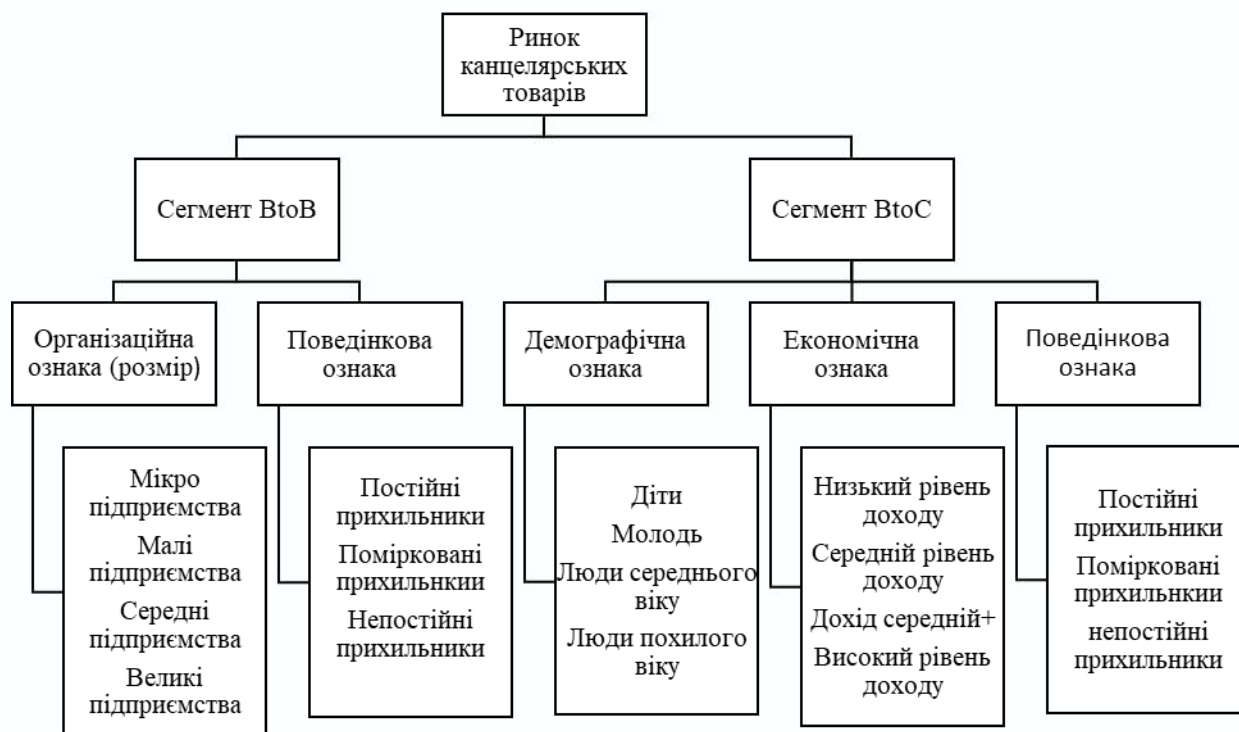 Ринок
канцелярських
товарів
Сегмент BtoB
Сегмент BtoC
Організаційна
ознака (розмір)
Поведінкова
ознака
Демографічна
ознака
Економічна
ознака
Поведінкова
ознака
Мікро
підприємства
Малі
підприємства
Середні
підприємства
Великі
підприємства
Постійні
прихильники
Помірковані
прихильнкии
Непостійні
прихильники
Діти
Молодь
Люди середнього
віку
Люди похилого
віку
Низький рівень
доходу
Середній рівень
доходу
Дохід середній+
Високий рівень
доходу
Постійні
прихильники
Помірковані
прихильнкии
непостійні
прихильники